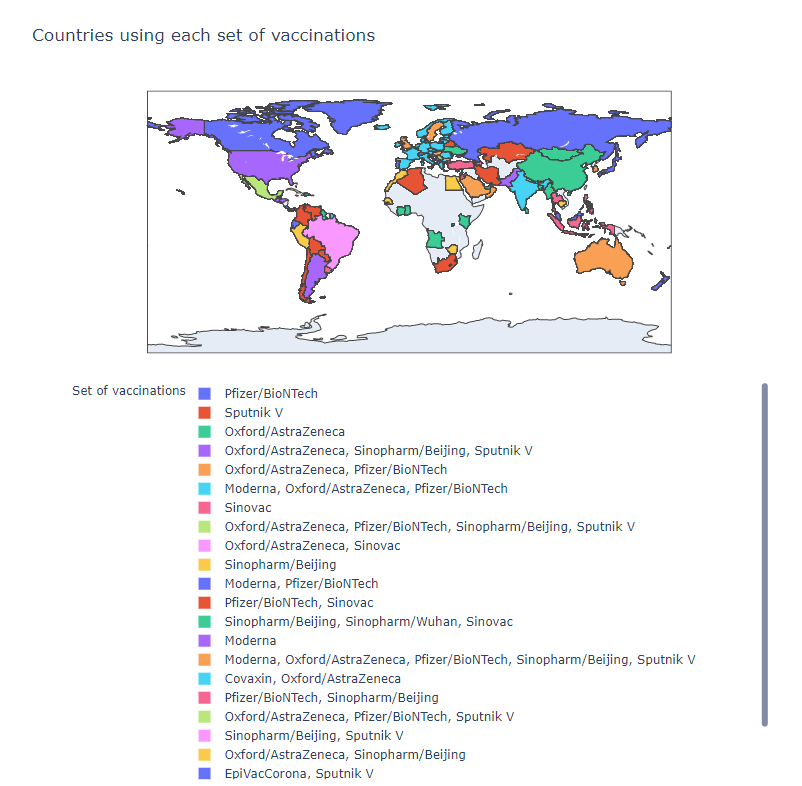 Countries using each set of vaccinations
Set of vaccinations
Pfizer/BioNTech
Sputnik V
Oxford/AstraZeneca
Oxford/AstraZeneca, Sinopharm/Beijing, Sputnik V
Oxford/AstraZeneca, Pfizer/BioNTech
Moderna, Oxford/AstraZeneca, Pfizer/BioNTech
Sinovac
Oxford/AstraZeneca, Pfizer/BioNTech, Sinopharm/Beijing, Sputnik V
Oxford/AstraZeneca, Sinovac
Sinopharm/Beijing
Moderna, Pfizer/BioNTech
Pfizer/BioNTech, Sinovac
Sinopharm/Beijing, Sinopharm/Wuhan, Sinovac
Moderna
Moderna, Oxford/AstraZeneca, Pfizer/BioNTech, Sinopharm/Beijing, Sputnik V
Covaxin, Oxford/AstraZeneca
Pfizer/BioNTech, Sinopharm/Beijing
Oxford/AstraZeneca, Pfizer/BioNTech, Sputnik V
Sinopharm/Beijing, Sputnik V
Oxford/AstraZeneca, Sinopharm/Beijing
EpiVacCorona, Sputnik V